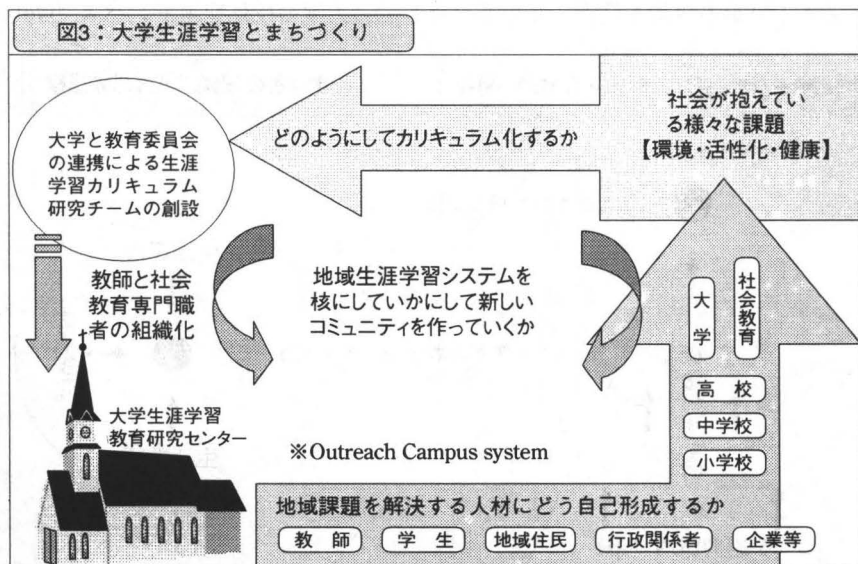 図3：大学生涯学習とまちづくり
社会が抱えてい
る様々な課題
【環境・活性化・健康】
どのようにしてカリキュラム化するか
大学と教育委員会
の連携による生涯
学習カリキュラム
研究チームの創設
教師と社会
教育専門職
者の組織化
地域生涯学習システムを
核にしていかにして新しい
コミュニティを作っていくか
大学
社会教育
高校
中学校
小学校
大学生涯学習
教育研究センター
※Outreach Campus system
地域課題を解決する人材にどう自己形成するか
教師
学生
地域住民
行政関係者
企業等